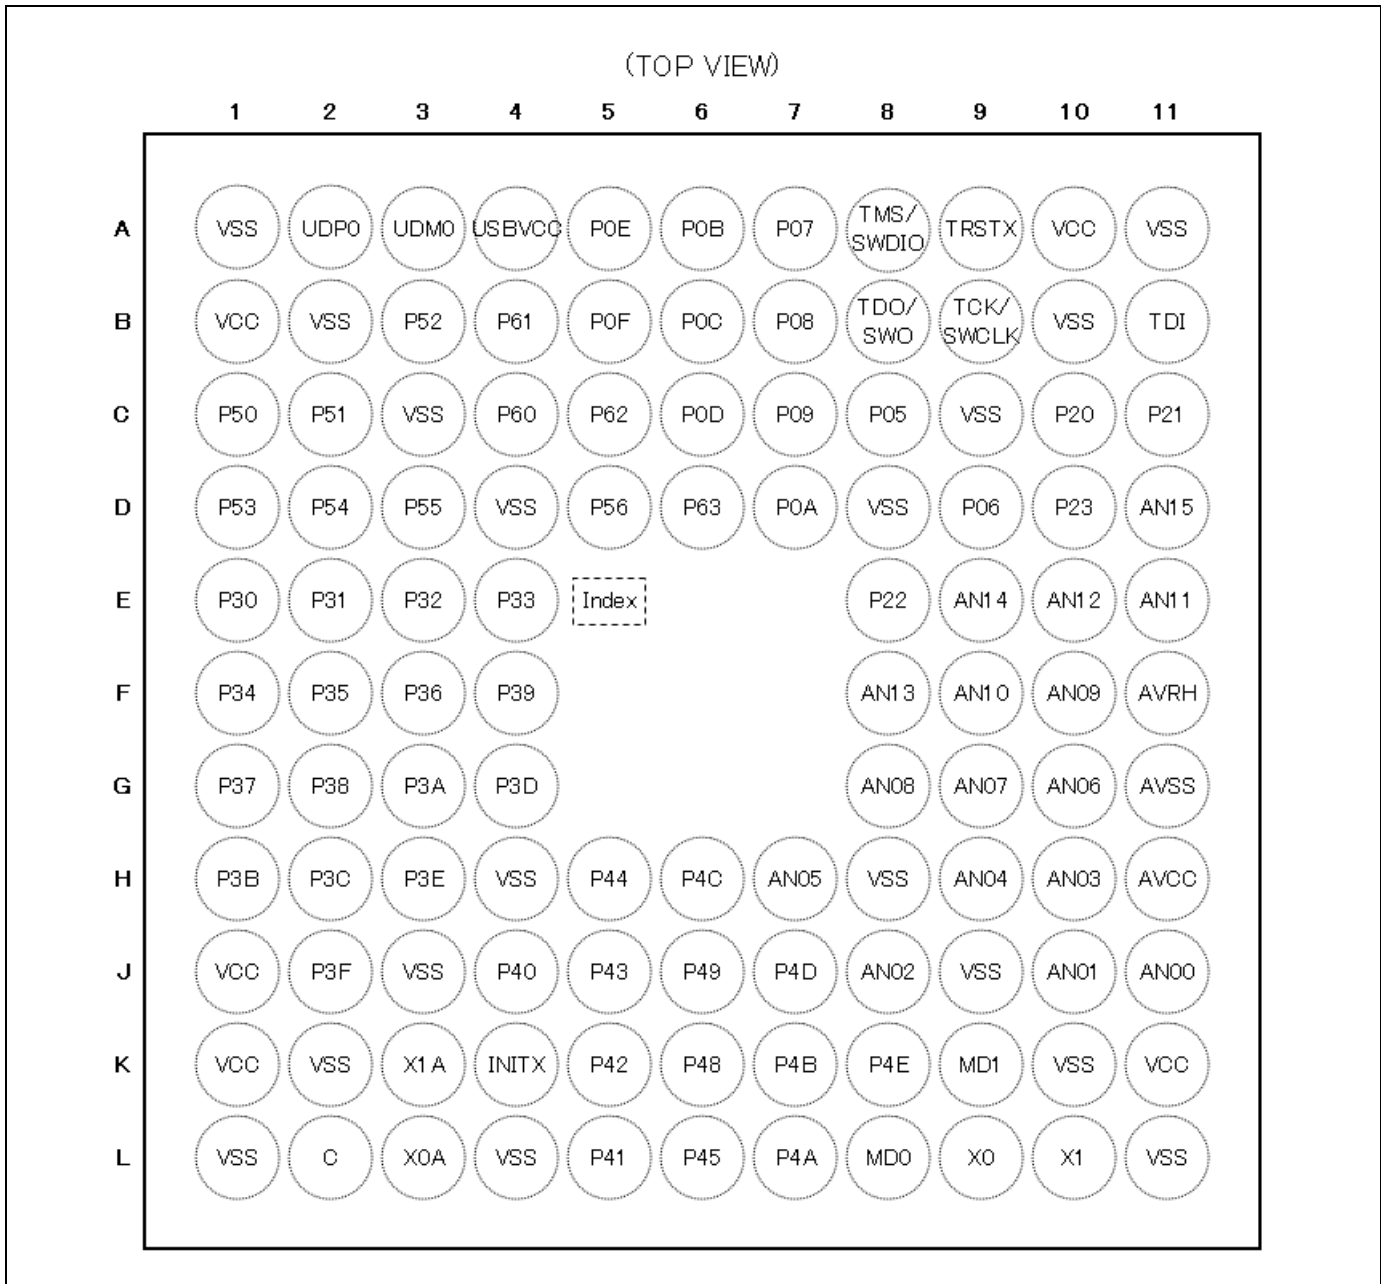 (TOP VIEW)
1 2 3 4 5 6 7 8 9 10 11
A VSS UDP0 UDM0 USBVCC P0E P0B P07 TMS/SWDIO TRSTX VCC VSS
B VCC VSS P52 P61 P0F P0C P08 TDO/SWO TCK/SWCLK VSS TDI
C P50 P51 VSS P60 P62 P0D P09 P05 VSS P20 P21
D P53 P54 P55 VSS P56 P63 P0A VSS P06 P23 AN15
E P30 P31 P32 P33 Index P22 AN14 AN12 AN11
F P34 P35 P36 P39 AN13 AN10 AN09 AVRH
G P37 P38 P3A P3D AN08 AN07 AN06 AVSS
H P3B P3C P3E VSS P44 P4C AN05 VSS AN04 AN03 AVCC
J VCC P3F VSS P40 P43 P49 P4D AN02 VSS AN01 AN00
K VCC VSS X1A INITX P42 P48 P4B P4E MD1 VSS VCC
L VSS C X0A VSS P41 P45 P4A MD0 X0 X1 VSS